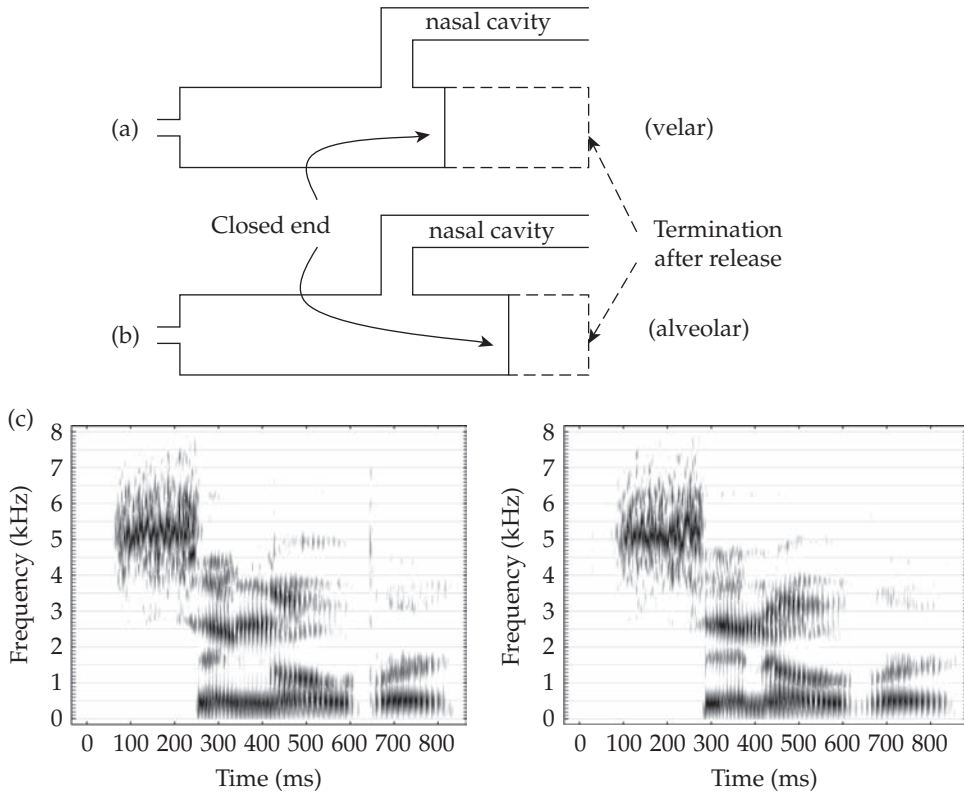 nasal cavity
(a)
(velar)
Closed end
Termination
after release
nasal cavity
(b)
(alveolar)
(c)
8
7
6
5
4
3
2
1
0
Frequency (kHz)
0 100 200 300 400 500 600 700 800
Time (ms)
8
7
6
5
4
3
2
1
0
Frequency (kHz)
0 100 200 300 400 500 600 700 800
Time (ms)